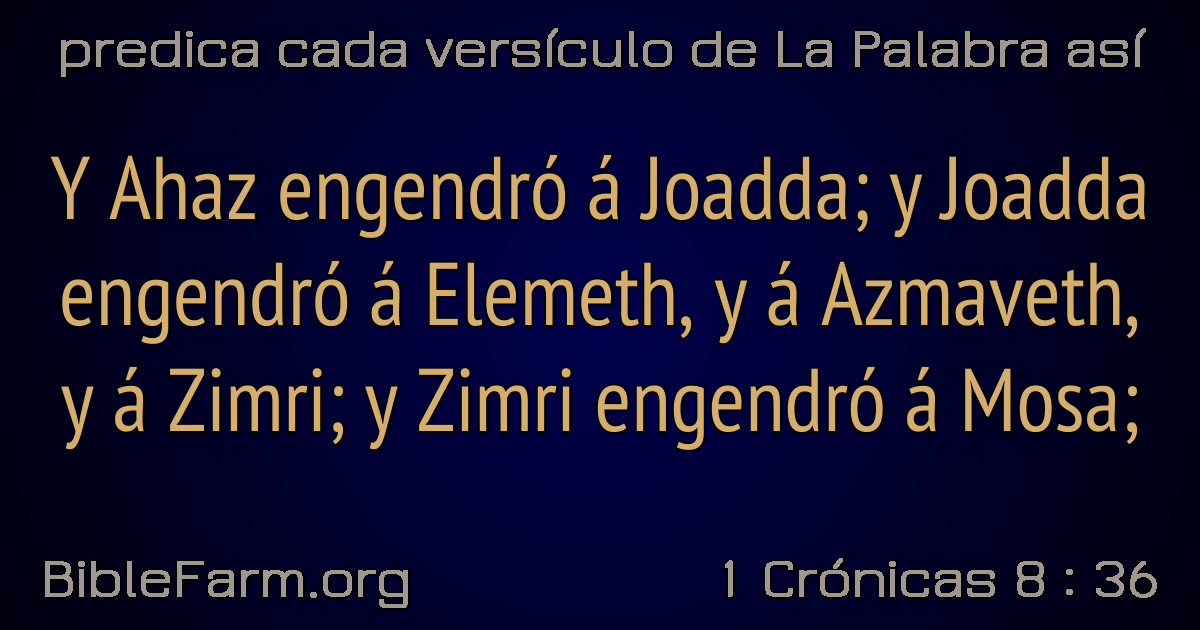 predica cada versículo de La Palabra así
Y Ahaz engendró á Joadda; y Joadda
engendró á Elemeth, y á Azmaveth,
y á Zimri; y Zimri engendró á Mosa;
BibleFarm.org
1 Crónicas 8 : 36